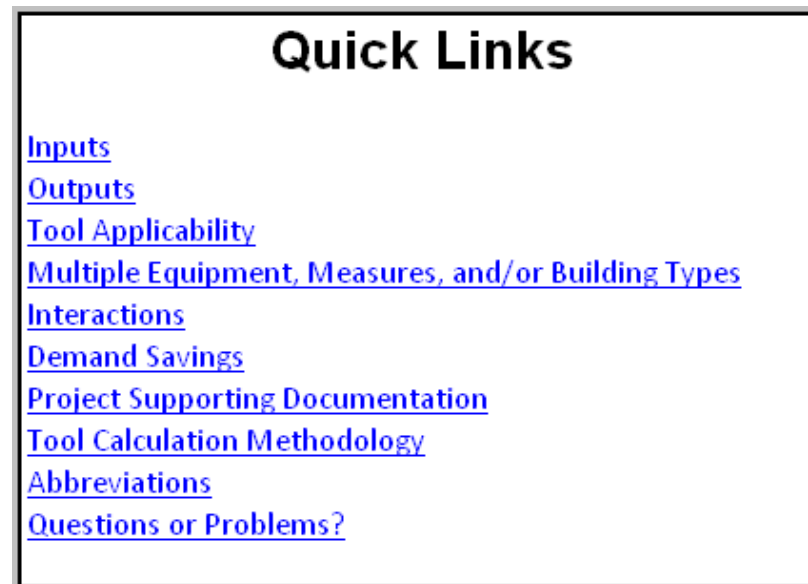 Quick Links
Inputs
Outputs
Tool Applicability
Multiple Equipment, Measures, and/or Building Types
Interactions
Demand Savings
Project Supporting Documentation
Tool Calculation Methodology
Abbreviations
Questions or Problems?